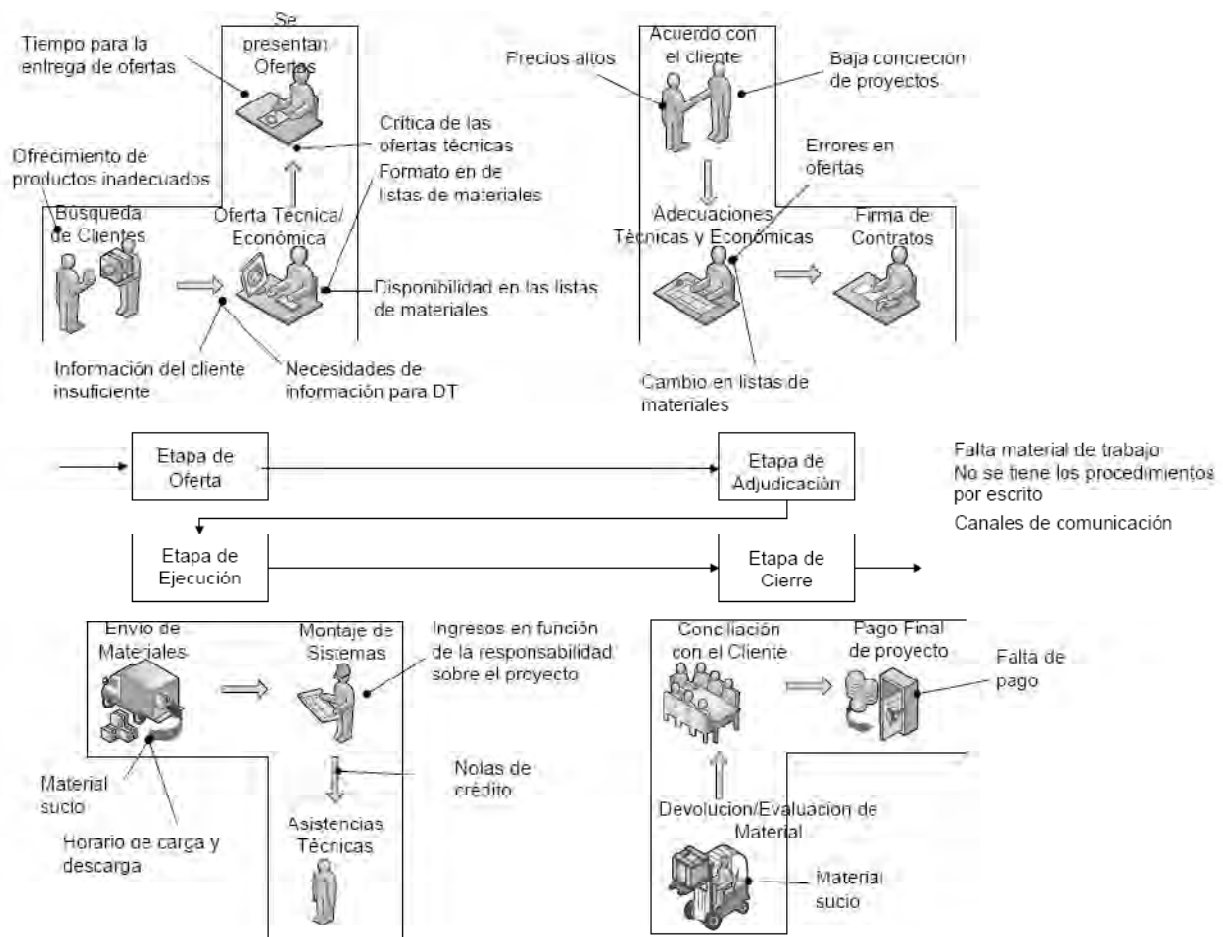 Se
presentan
Ofertas
Tiempo para la
entrega de ofertas
Crítica de las
ofertas técnicas
Formato en de
listas de materiales
Ofrecimiento de
productos inadecuados
Búsqueda
de Clientes
Oferta Técnica/
Económica
Disponibilidad en las listas
de materiales
Información del cliente
insuficiente
Necesidades de
información para DT
Acuerdo con
el cliente
Precios altos
Baja concreción
de proyectos
Errores en
ofertas
Adecuaciones
Técnicas y Económicas
Firma de
Contratos
Cambio en listas de
materiales
Etapa de
Oferta
Etapa de
Adjudicación
Falta material de trabajo
No se tiene los procedimientos
por escrito
Canales de comunicación
Etapa de
Ejecución
Etapa de
Cierre
Envío de
Materiales
Montaje de
Sistemas
Ingresos en función
de la responsabilidad
sobre el proyecto
Material
sucio
Horario de carga y
descarga
Notas de
crédito
Asistencias
Técnicas
Conciliación
con el Cliente
Pago Final
de proyecto
Falta de
pago
Devolucion/Evaluacion de
Material
Material
sucio